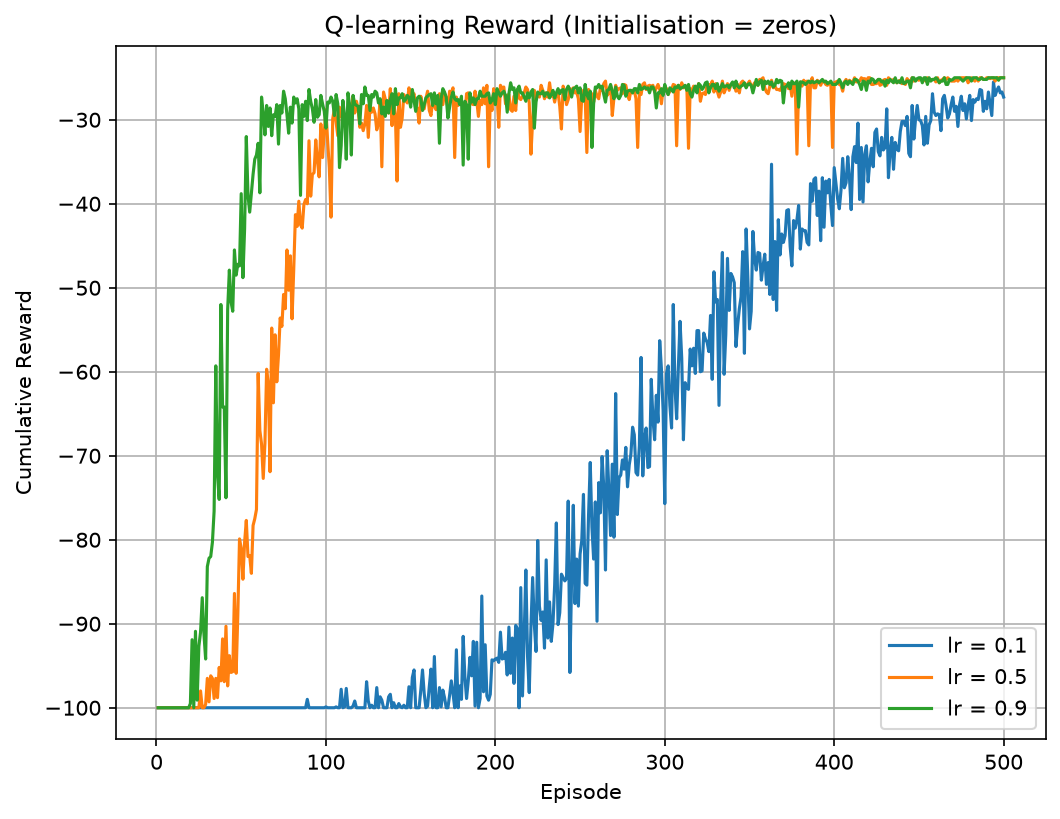 Q-learning Reward (Initialisation = zeros)
Cumulative Reward
−30
−40
−50
−60
−70
−80
−90
−100
0
100
200
300
400
500
Episode
lr = 0.1
lr = 0.5
lr = 0.9